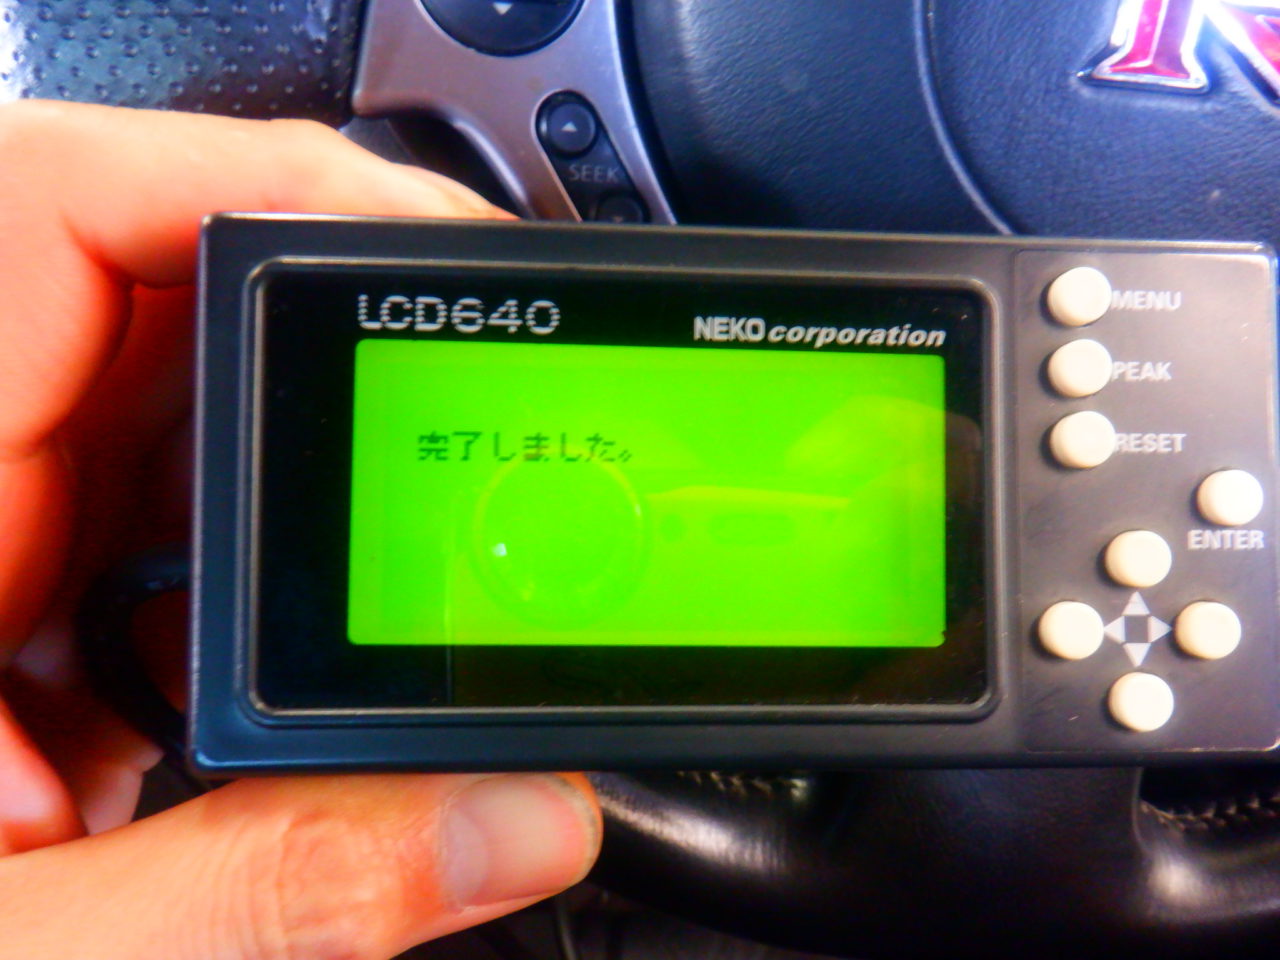 SEEK
LCD640
NEKO corporation
完了しました。
MENU
PEAK
RESET
ENTER